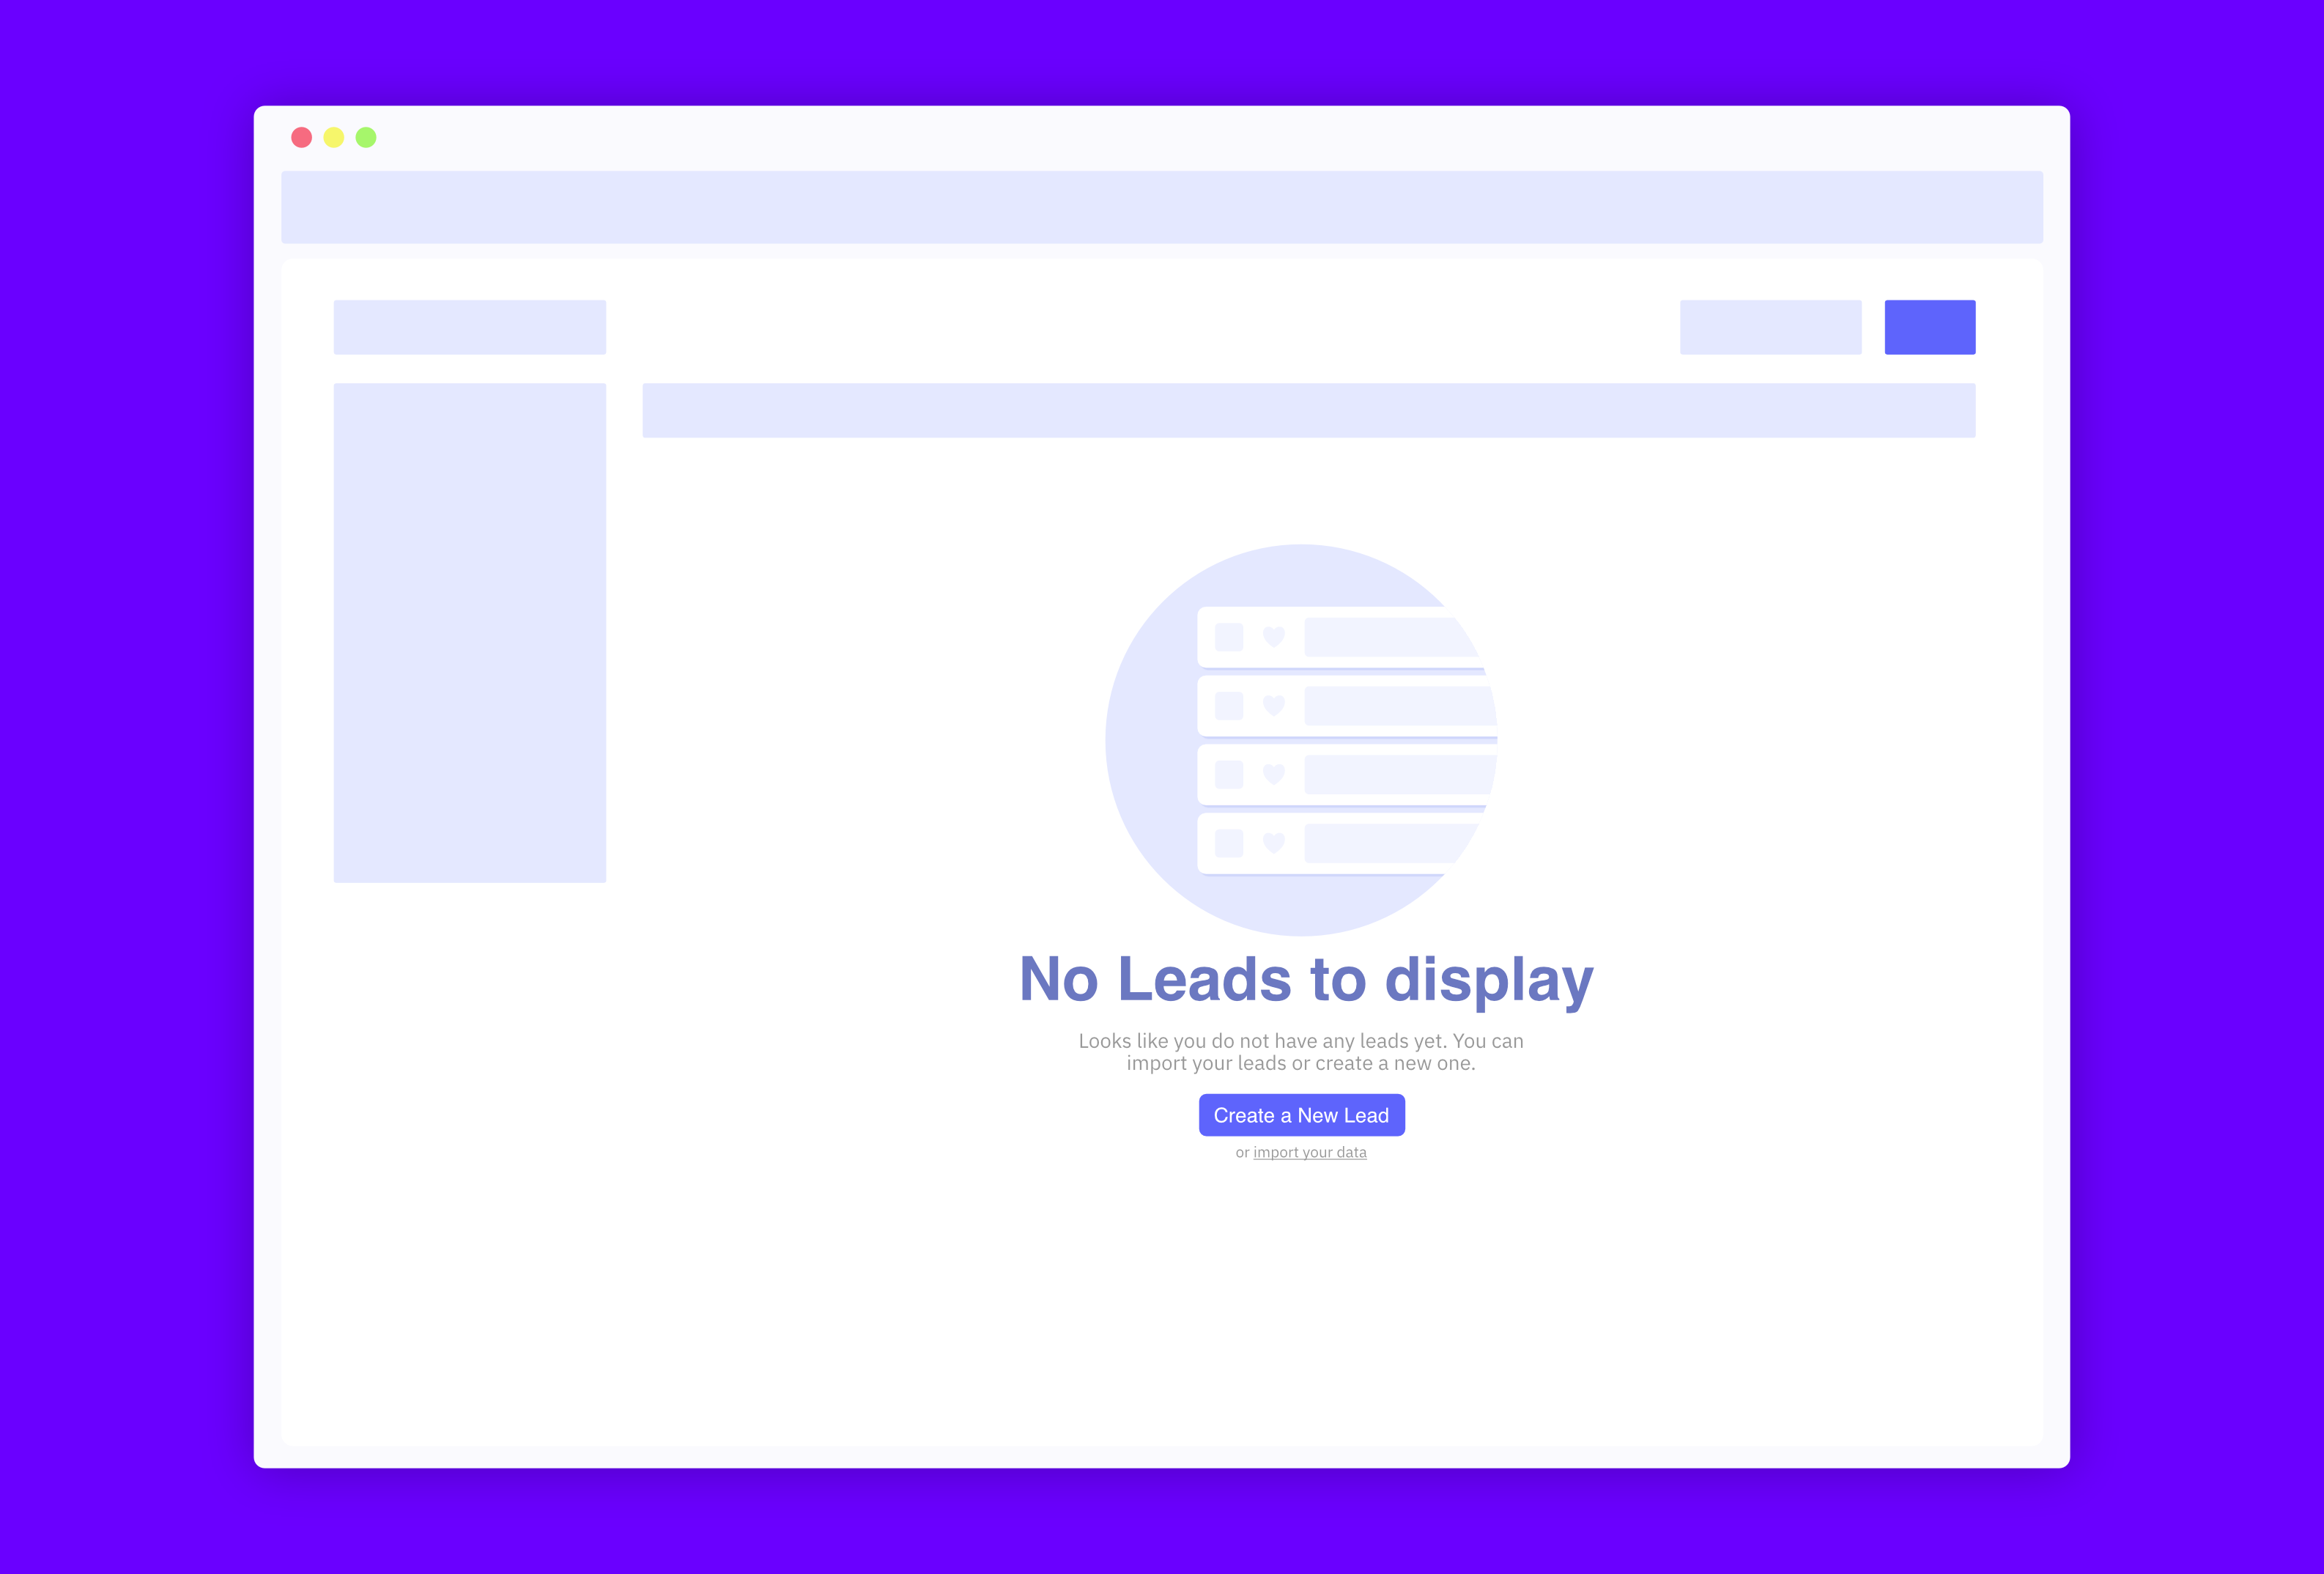 No Leads to display
Looks like you do not have any leads yet. You can
import your leads or create a new one.
Create a New Lead
or import your data